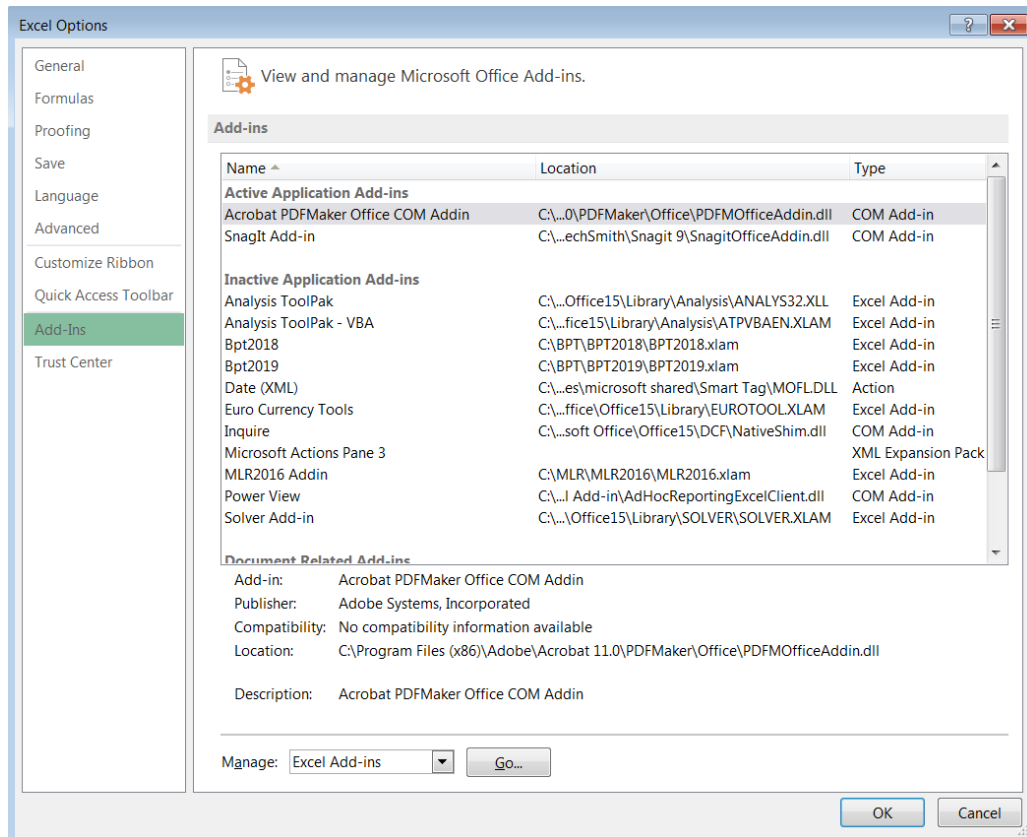 Excel Options
General
Formulas
Proofing
Save
Language
Advanced
Customize Ribbon
Quick Access Toolbar
Add-Ins
Trust Center
View and manage Microsoft Office Add-ins.
Add-ins
Name Location Type
Active Application Add-ins
Acrobat PDFMaker Office COM Addin C:\...0\PDFMaker\Office\PDFMOfficeAddin.dll COM Add-in
SnagIt Add-in C:\...echSmith\Snagit 9\SnagitOfficeAddin.dll COM Add-in
Inactive Application Add-ins
Analysis ToolPak C:\...Office15\Library\Analysis\ANALYS32.XLL Excel Add-in
Analysis ToolPak - VBA C:\...fice15\Library\Analysis\ATPVBAEN.XLAM Excel Add-in
Bpt2018 C:\BPT\BPT2018\BPT2018.xlam Excel Add-in
Bpt2019 C:\BPT\BPT2019\BPT2019.xlam Excel Add-in
Date (XML) C:\...es\microsoft shared\Smart Tag\MOFL.DLL Action
Euro Currency Tools C:\...ffice\Office15\Library\EUROTOOL.XLAM Excel Add-in
Inquire C:\...soft Office\Office15\DCF\NativeShim.dll COM Add-in
Microsoft Actions Pane 3 XML Expansion Pack
MLR2016 Addin C:\MLR\MLR2016\MLR2016.xlam Excel Add-in
Power View C:\...l Add-in\AdHocReportingExcelClient.dll COM Add-in
Solver Add-in C:\...\Office15\Library\SOLVER\SOLVER.XLAM Excel Add-in
Document Related Add-ins
Add-in: Acrobat PDFMaker Office COM Addin
Publisher: Adobe Systems, Incorporated
Compatibility: No compatibility information available
Location: C:\Program Files (x86)\Adobe\Acrobat 11.0\PDFMaker\Office\PDFMOfficeAddin.dll
Description: Acrobat PDFMaker Office COM Addin
Manage: Excel Add-ins Go...
OK Cancel